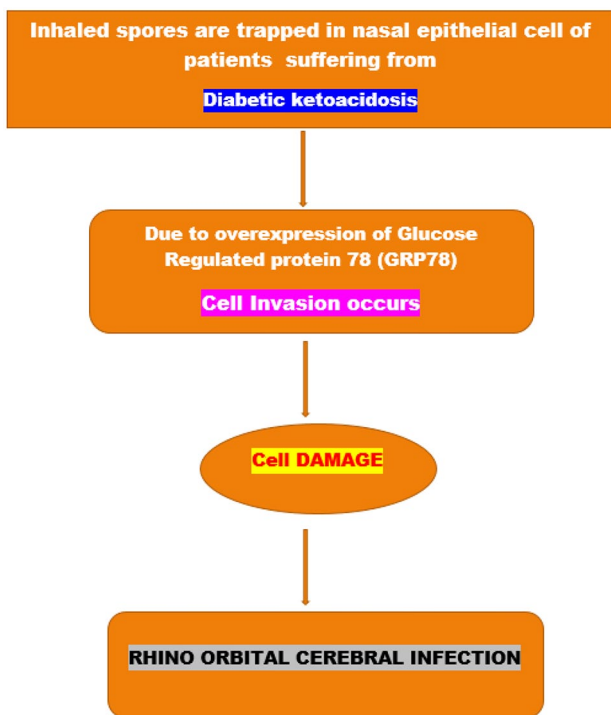 Inhaled spores are trapped in nasal epithelial cell of
patients suffering from
Diabetic ketoacidosis
Due to overexpression of Glucose
Regulated protein 78 (GRP78)
Cell Invasion occurs
Cell DAMAGE
RHINO ORBITAL CEREBRAL INFECTION